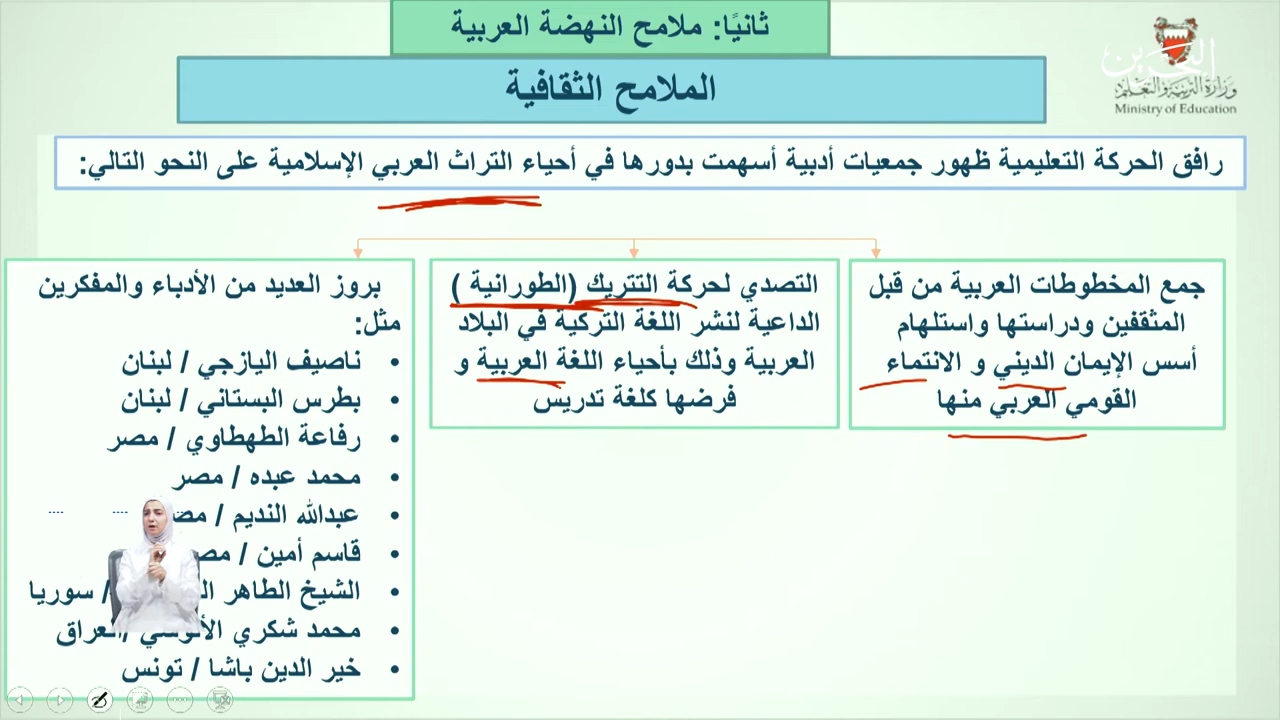 ثانيًا: ملامح النهضة العربية
الملامح الثقافية
البحرين
وزارة التربية والتعليم
Ministry of Education
رافق الحركة التعليمية ظهور جمعيات أدبية أسهمت بدورها في أحياء التراث العربي الإسلامية على النحو التالي:
جمع المخطوطات العربية من قبل
المثقفين ودراستها واستلهام
أسس الإيمان الديني و الانتماء
القومي العربي منها
التصدي لحركة التتريك (الطورانية )
الداعية لنشر اللغة التركية في البلاد
العربية وذلك بأحياء اللغة العربية و
فرضها كلغة تدريس
بروز العديد من الأدباء والمفكرين
مثل:
• ناصيف اليازجي / لبنان
• بطرس البستاني / لبنان
• رفاعة الطهطاوي / مصر
• محمد عبده / مصر
• عبدالله النديم /
• قاسم أمين /
• الشيخ الطاهر / سوريا
• محمد شكري /العراق
• خير الدين باشا / تونس